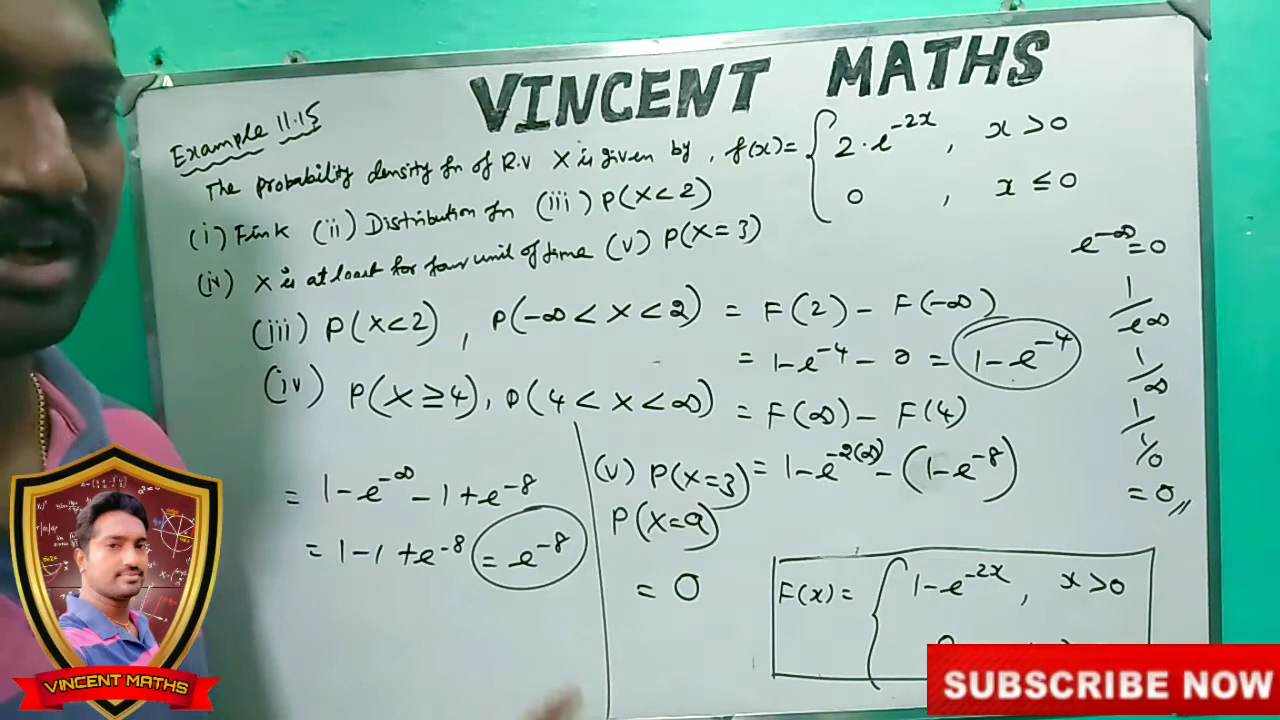 VINCENT MATHS
Example 11.15
The probability density fn of R.V X is given by, f(x)= { 2·e^-2x , x>0
0 , x ≤ 0
(i) Fin k (ii) Distribution fn (iii) P(X<2)
(iv) X is at least for four unit of time (v) P(X=3)
(iii) P(X<2) , P(-∞<X<2) = F(2) - F(-∞)
= 1-e^-4 - 0 = 1-e^-4
(iv) P(X≥4), P(4<X<∞) = F(∞) - F(4)
= 1-e^-2(∞) - (1-e^-8)
= 1-e^-∞ -1+e^-8
= 1-1+e^-8 = e^-8
(v) P(X=3)
P(X=a)
= 0
e^-∞=0
1/e^∞
1/∞
1/1/0
= 0,,
F(x)= { 1-e^-2x , x>0
0
VINCENT MATHS
SUBSCRIBE NOW